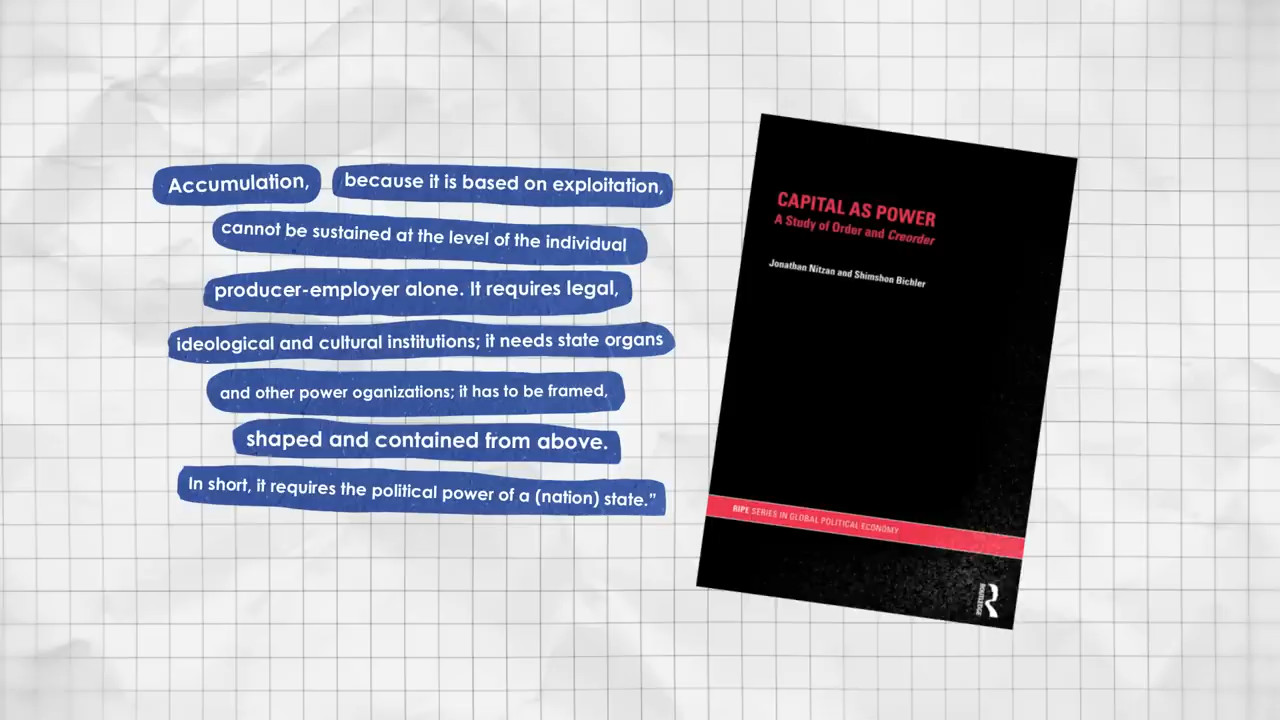 Accumulation, because it is based on exploitation,
cannot be sustained at the level of the individual
producer-employer alone. It requires legal,
ideological and cultural institutions; it needs state organs
and other power oganizations; it has to be framed,
shaped and contained from above.
In short, it requires the political power of a (nation) state.”
CAPITAL AS POWER
A Study of Order and Creorder
Jonathan Nitzan and Shimshon Bichler
RIPE SERIES IN GLOBAL POLITICAL ECONOMY
ROUTLEDGE